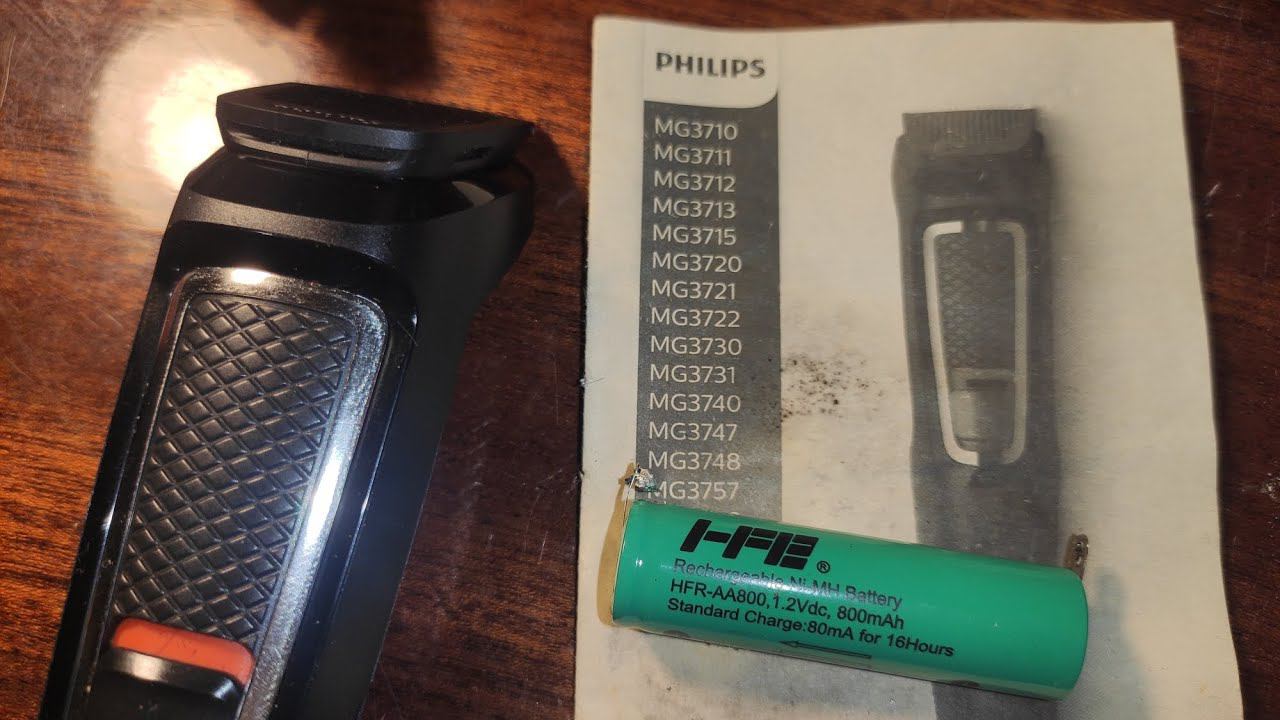 PHILIPS
MG3710
MG3711
MG3712
MG3713
MG3715
MG3720
MG3721
MG3722
MG3730
MG3731
MG3740
MG3747
MG3748
MG3757
HFR®
Rechargeable Ni-MH Battery
HFR-AA800,1.2Vdc, 800mAh
Standard Charge:80mA for 16Hours